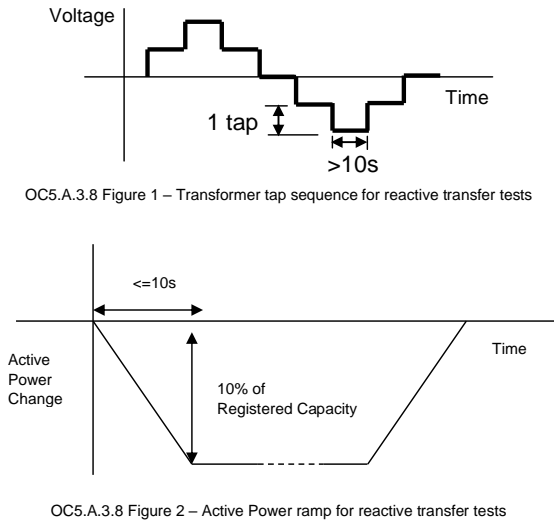 Voltage
Time
1 tap
>10s
OC5.A.3.8 Figure 1 – Transformer tap sequence for reactive transfer tests
<=10s
Time
Active
Power
Change
10% of
Registered Capacity
OC5.A.3.8 Figure 2 – Active Power ramp for reactive transfer tests